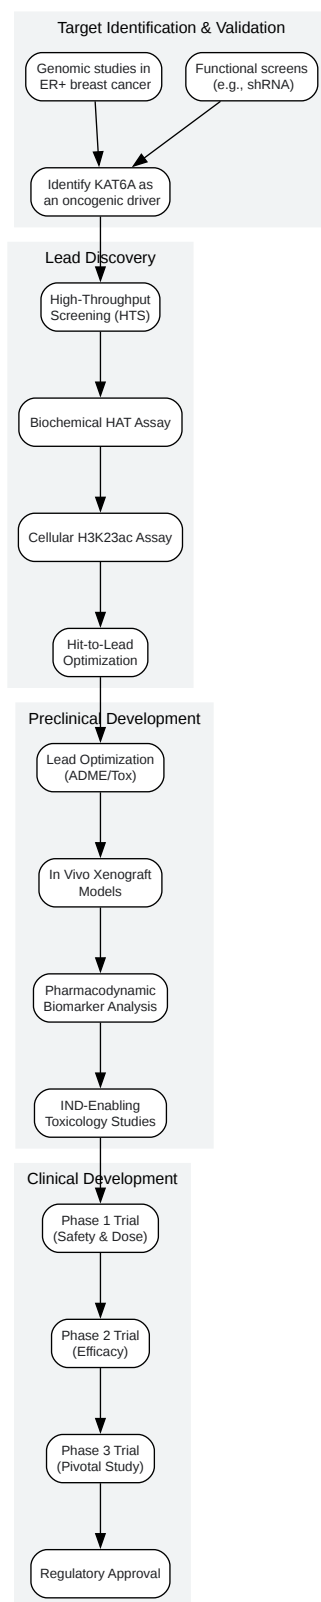 Target Identification & Validation
Genomic studies in
ER+ breast cancer
Functional screens
(e.g., shRNA)
Identify KAT6A as
an oncogenic driver
Lead Discovery
High-Throughput
Screening (HTS)
Biochemical HAT Assay
Cellular H3K23ac Assay
Hit-to-Lead
Optimization
Preclinical Development
Lead Optimization
(ADME/Tox)
In Vivo Xenograft
Models
Pharmacodynamic
Biomarker Analysis
IND-Enabling
Toxicology Studies
Clinical Development
Phase 1 Trial
(Safety & Dose)
Phase 2 Trial
(Efficacy)
Phase 3 Trial
(Pivotal Study)
Regulatory Approval